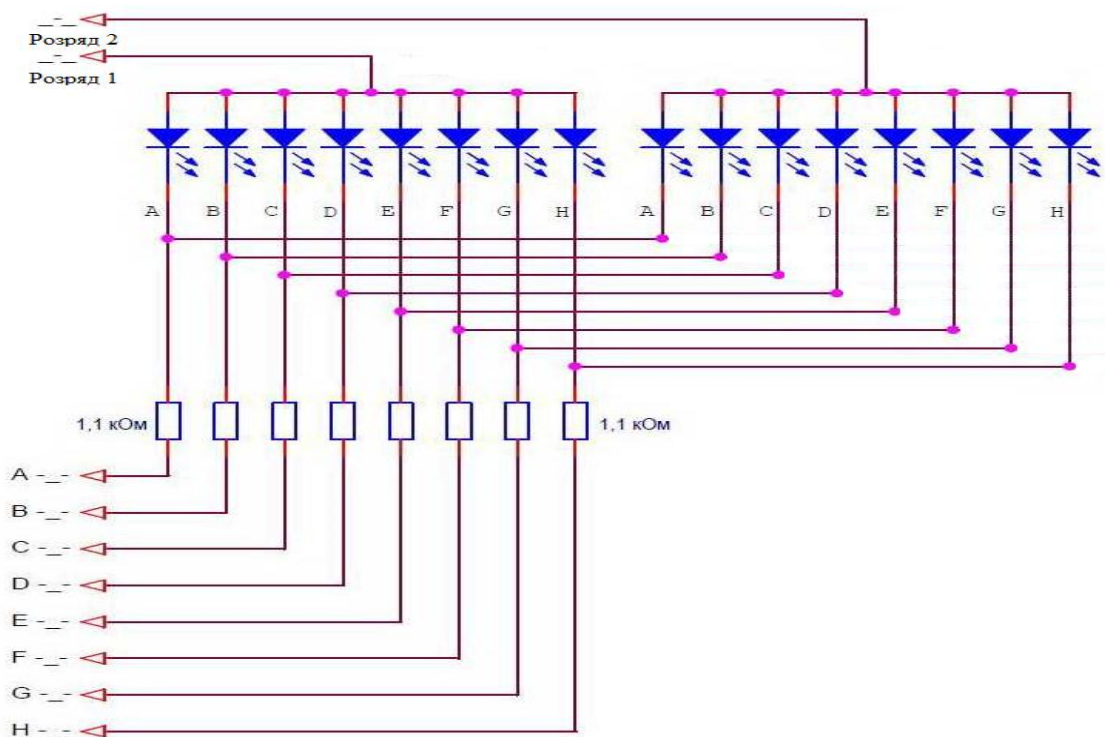 _-_
Розряд 2
_-_
Розряд 1
A B C D E F G H A B C D E F G H
1,1 кОм 1,1 кОм
A -_-
B -_-
C -_-
D -_-
E -_-
F -_-
G -_-
H - -